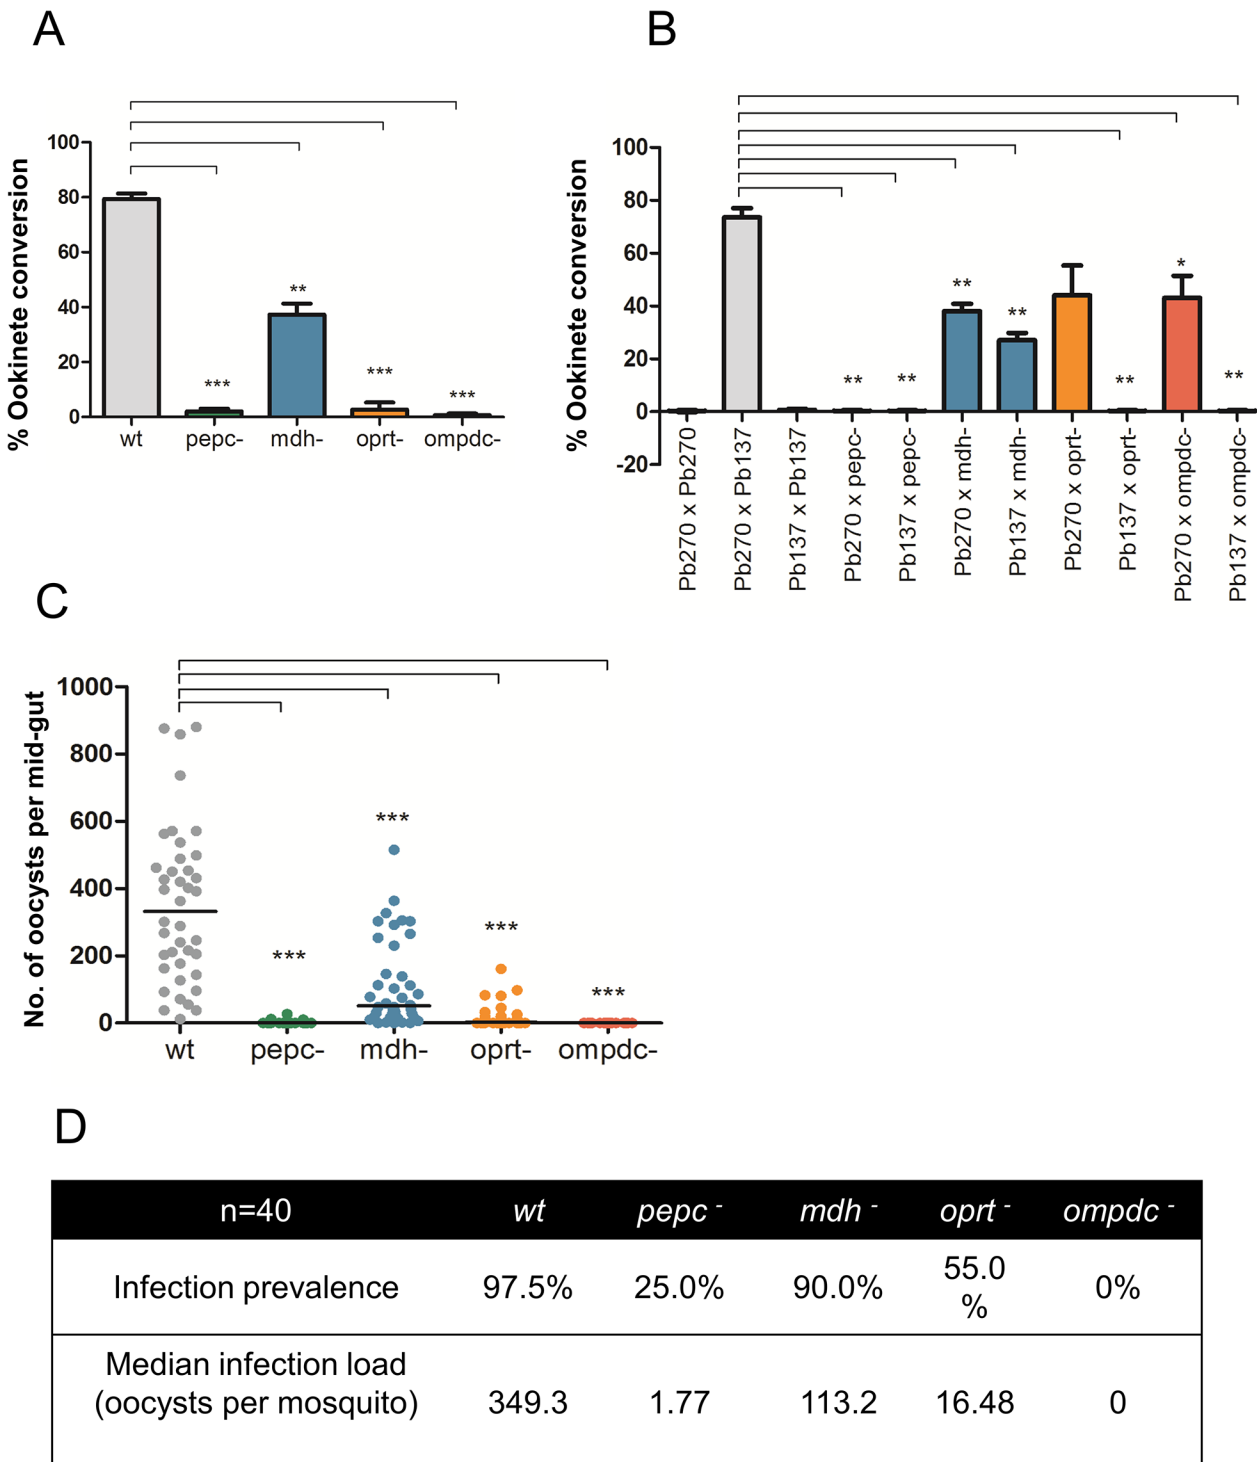 A
% Ookinete conversion
100
80
60
40
20
0
**
***
***
***
wt
pepc-
mdh-
oprt-
ompdc-
B
% Ookinete conversion
100
80
60
40
20
0
-20
**
**
**
**
**
*
**
Pb270 x Pb270
Pb270 x Pb137
Pb137 x Pb137
Pb270 x pepc-
Pb137 x pepc-
Pb270 x mdh-
Pb137 x mdh-
Pb270 x oprt-
Pb137 x oprt-
Pb270 x ompdc-
Pb137 x ompdc-
C
No. of oocysts per mid-gut
1000
800
600
400
200
0
***
***
***
***
wt
pepc-
mdh-
oprt-
ompdc-
D
n=40 wt pepc - mdh - oprt - ompdc -
Infection prevalence 97.5% 25.0% 90.0% 55.0 0%
%
Median infection load
(oocysts per mosquito) 349.3 1.77 113.2 16.48 0